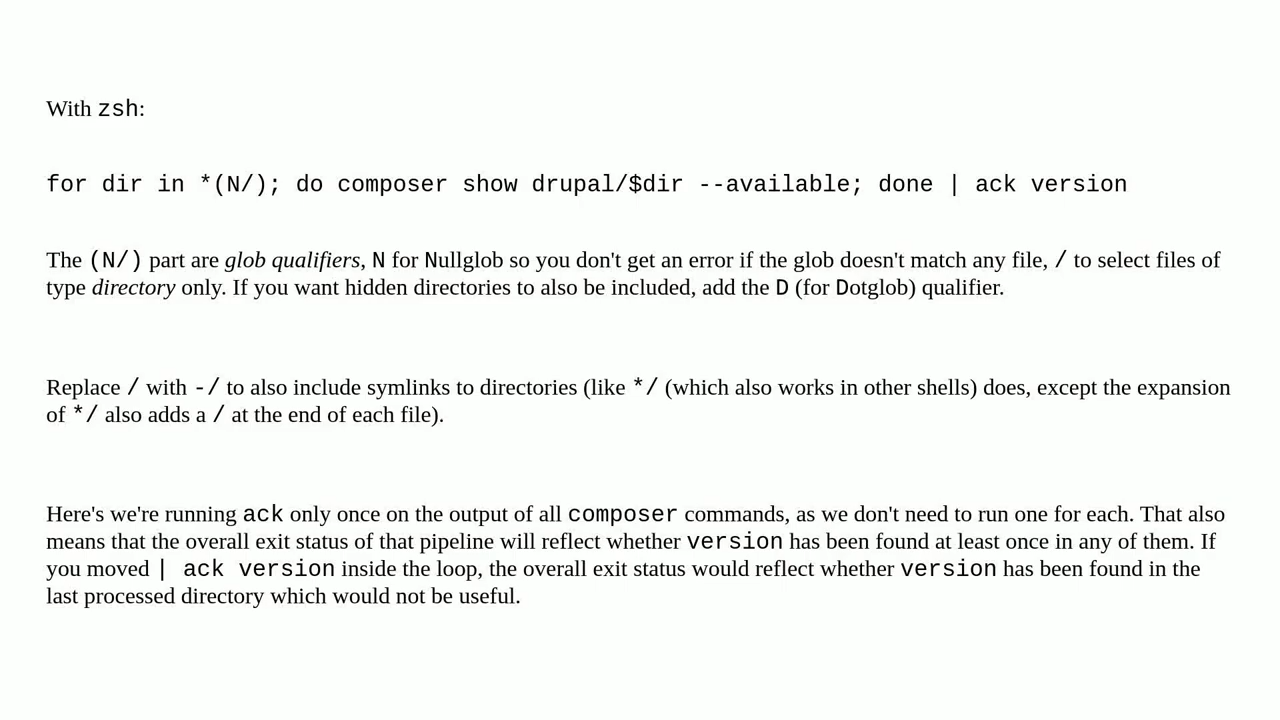 With zsh:
for dir in *(N/); do composer show drupal/$dir --available; done | ack version
The (N/) part are glob qualifiers, N for Nullglob so you don't get an error if the glob doesn't match any file, / to select files of
type directory only. If you want hidden directories to also be included, add the D (for Dotglob) qualifier.
Replace / with -/ to also include symlinks to directories (like */ (which also works in other shells) does, except the expansion
of */ also adds a / at the end of each file).
Here's we're running ack only once on the output of all composer commands, as we don't need to run one for each. That also
means that the overall exit status of that pipeline will reflect whether version has been found at least once in any of them. If
you moved | ack version inside the loop, the overall exit status would reflect whether version has been found in the
last processed directory which would not be useful.